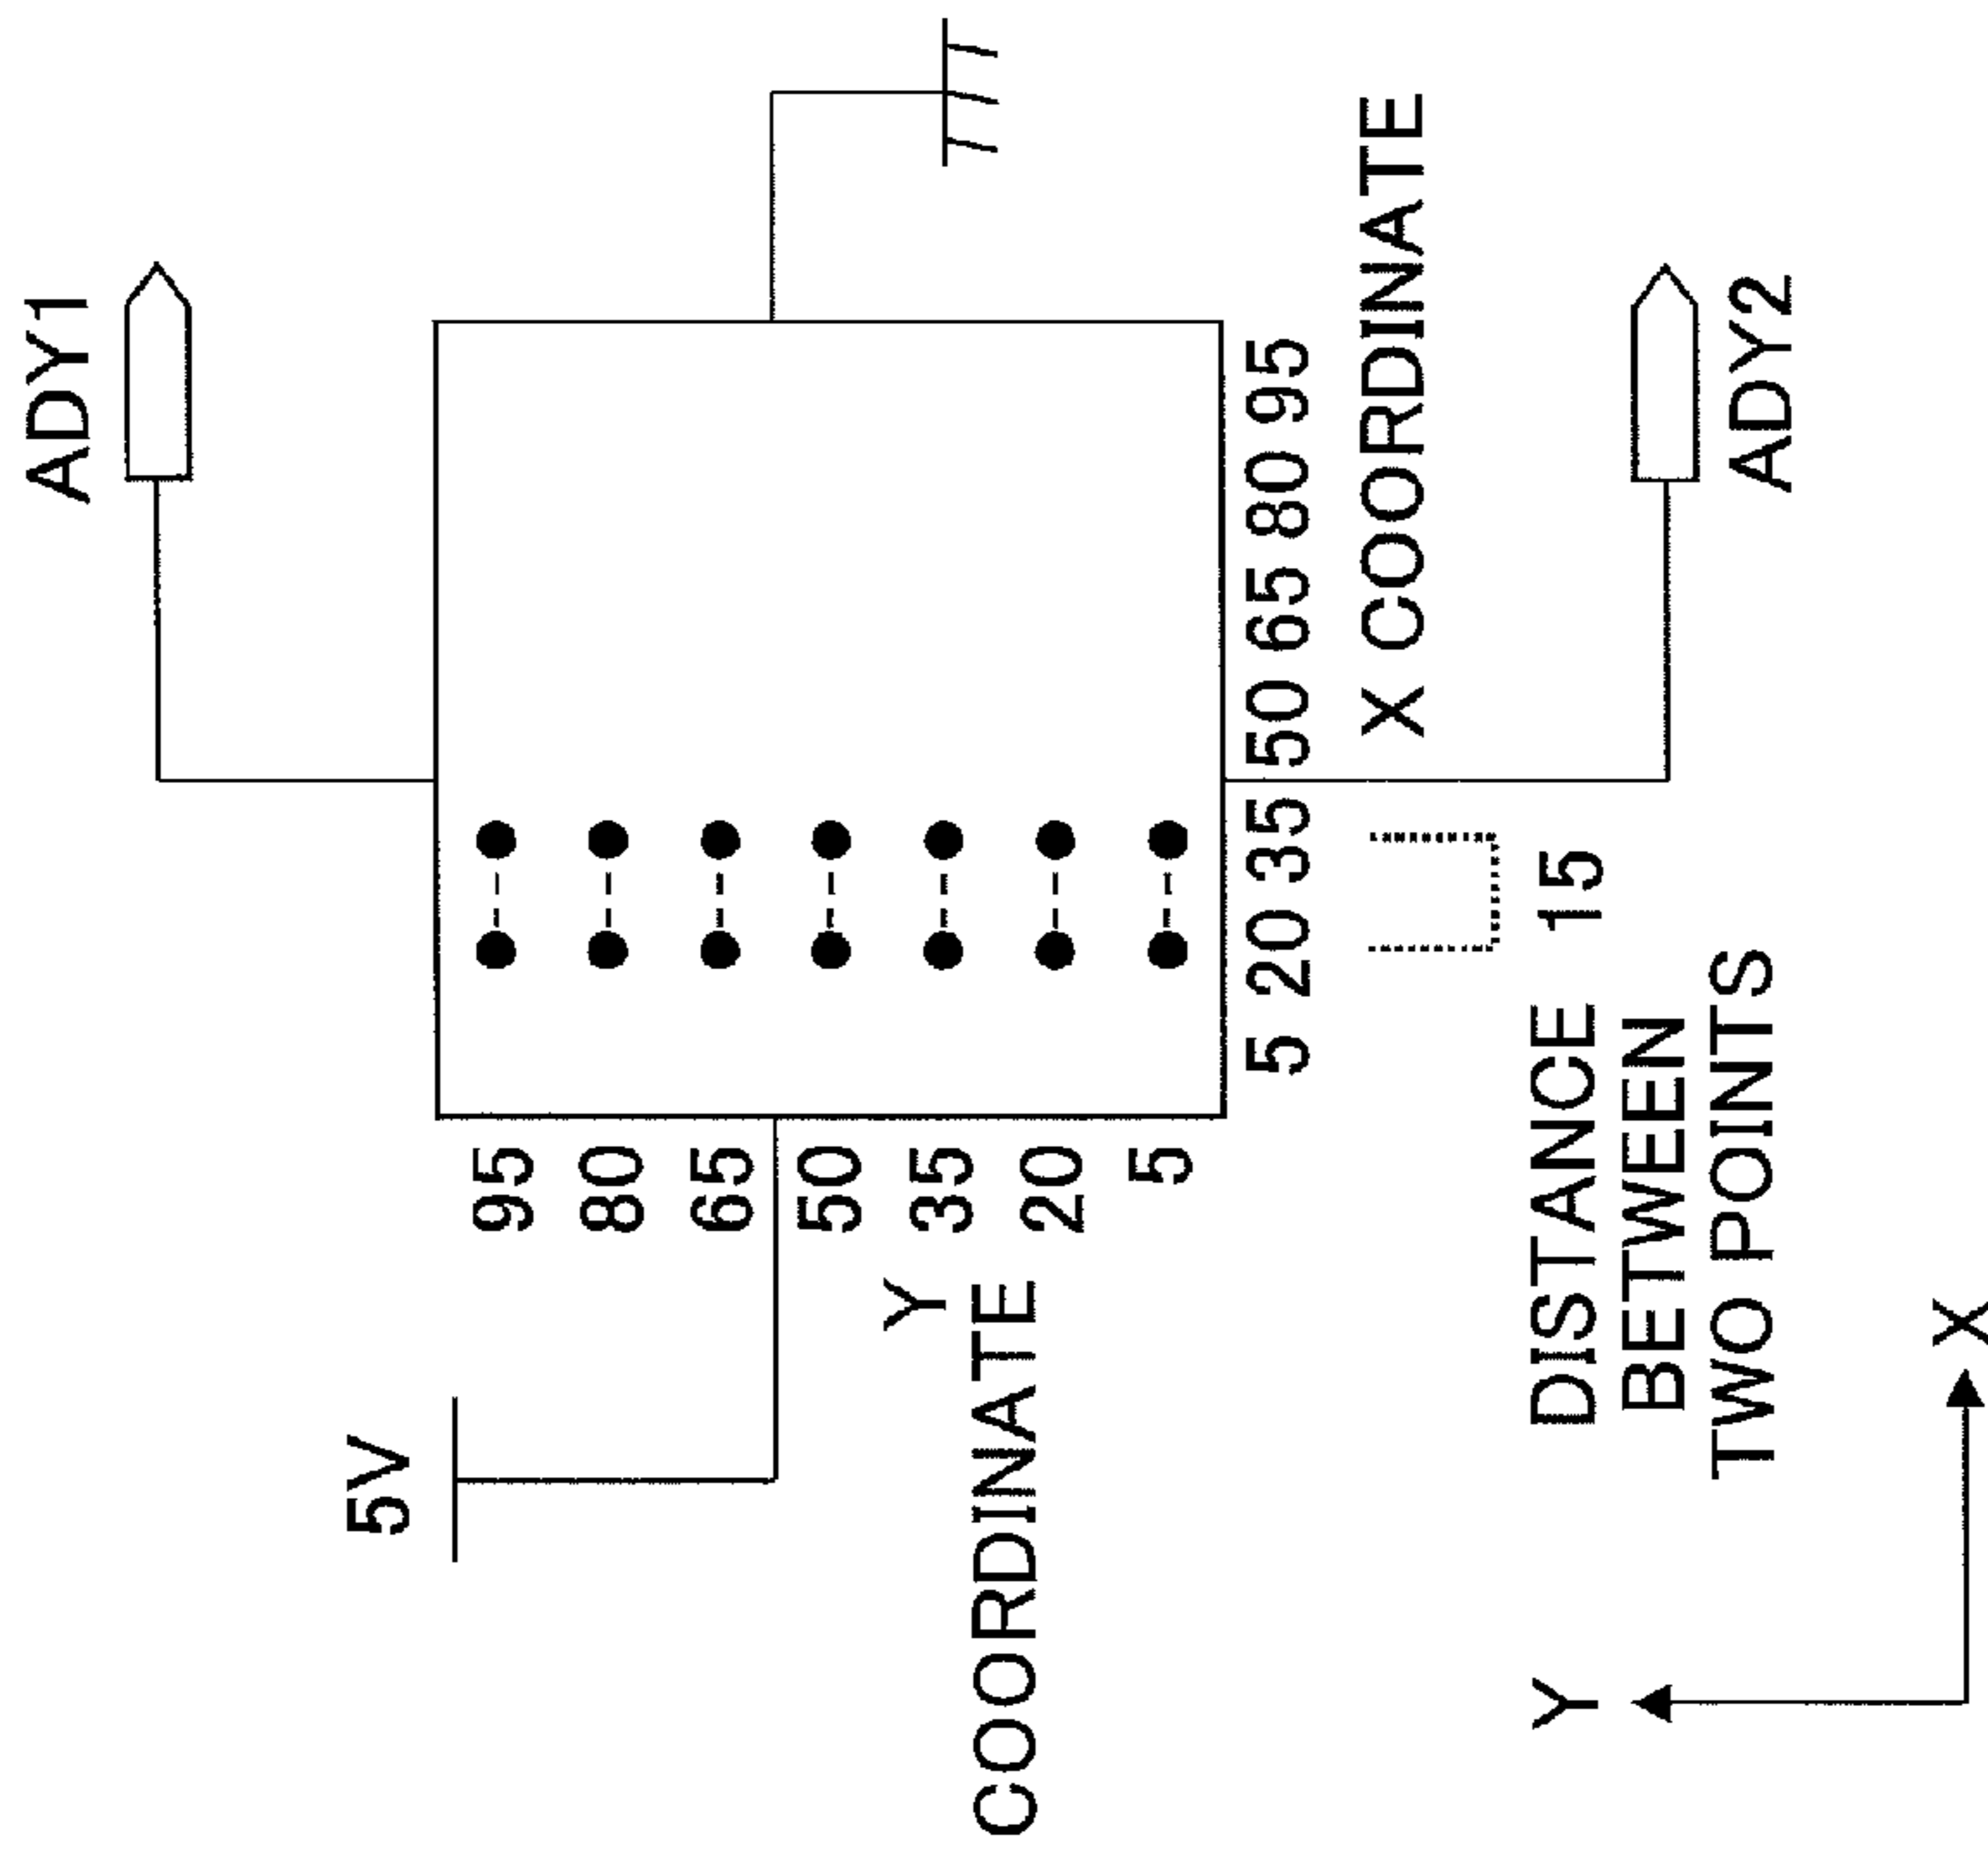 ADY1
5V
95
80
65
50
35
20
5
Y
COORDINATE
5 20 35 50 65 80 95
X COORDINATE
Y
DISTANCE 15
BETWEEN
TWO POINTS
ADY2
X